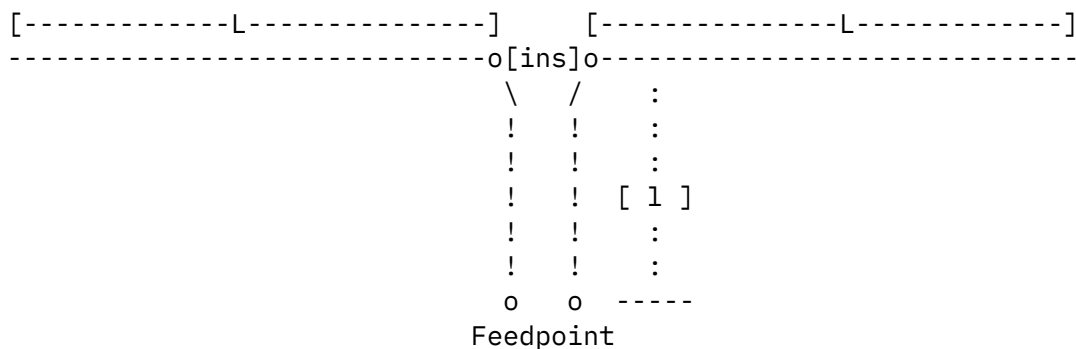 [-------------L---------------] [---------------L-------------]
------------------------------o[ins]o------------------------------
\ / :
! ! :
! ! :
! ! [ l ]
! ! :
! ! :
o o -----
Feedpoint